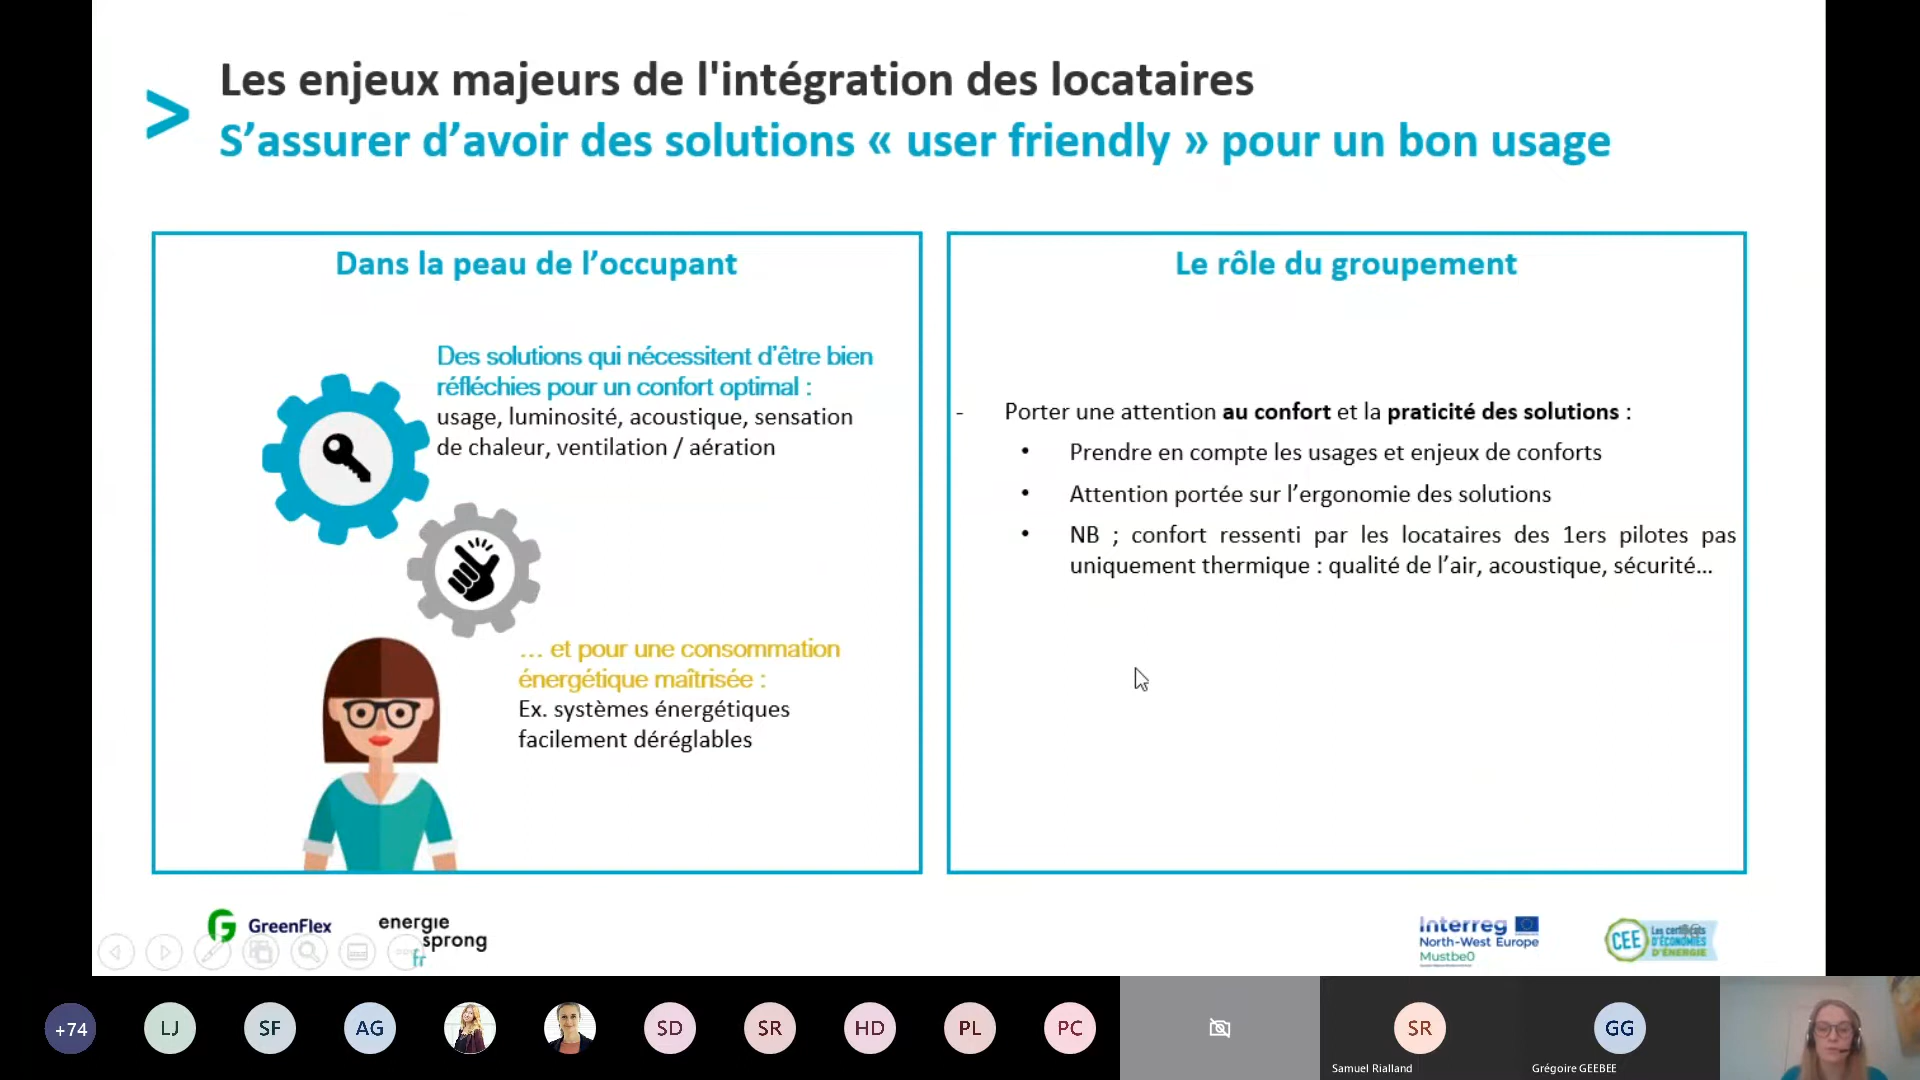 Les enjeux majeurs de l'intégration des locataires
S’assurer d’avoir des solutions « user friendly » pour un bon usage
>
Dans la peau de l’occupant
Des solutions qui nécessitent d’être bien
réfléchies pour un confort optimal :
usage, luminosité, acoustique, sensation
de chaleur, ventilation / aération
… et pour une consommation
énergétique maîtrisée :
Ex. systèmes énergétiques
facilement déréglables
Le rôle du groupement
- Porter une attention au confort et la praticité des solutions :
• Prendre en compte les usages et enjeux de conforts
• Attention portée sur l’ergonomie des solutions
• NB ; confort ressenti par les locataires des 1ers pilotes pas
uniquement thermique : qualité de l’air, acoustique, sécurité…
GreenFlex
energie
sprong
fr
Interreg
North-West Europe
Mustbe0
CEE
Les certificats
D'ÉCONOMIES
D'ÉNERGIE
+74
LJ
SF
AG
SD
SR
HD
PL
PC
SR
Samuel Rialland
GG
Grégoire GEEBEE